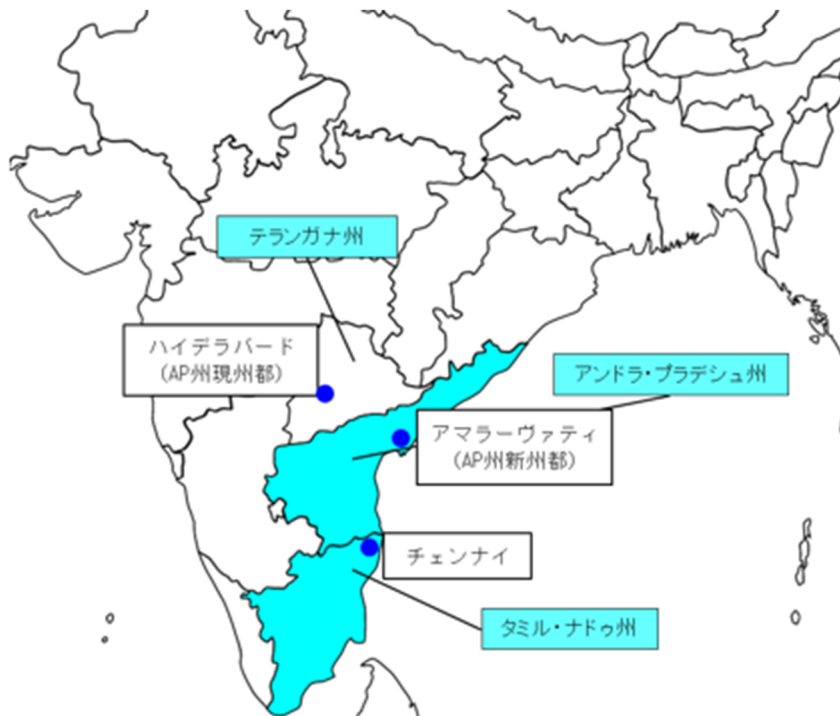 テランガナ州
ハイデラバード
(AP州現州都)
アンドラ・プラデシュ州
アマラーヴァティ
(AP州新州都)
チェンナイ
タミル・ナドゥ州